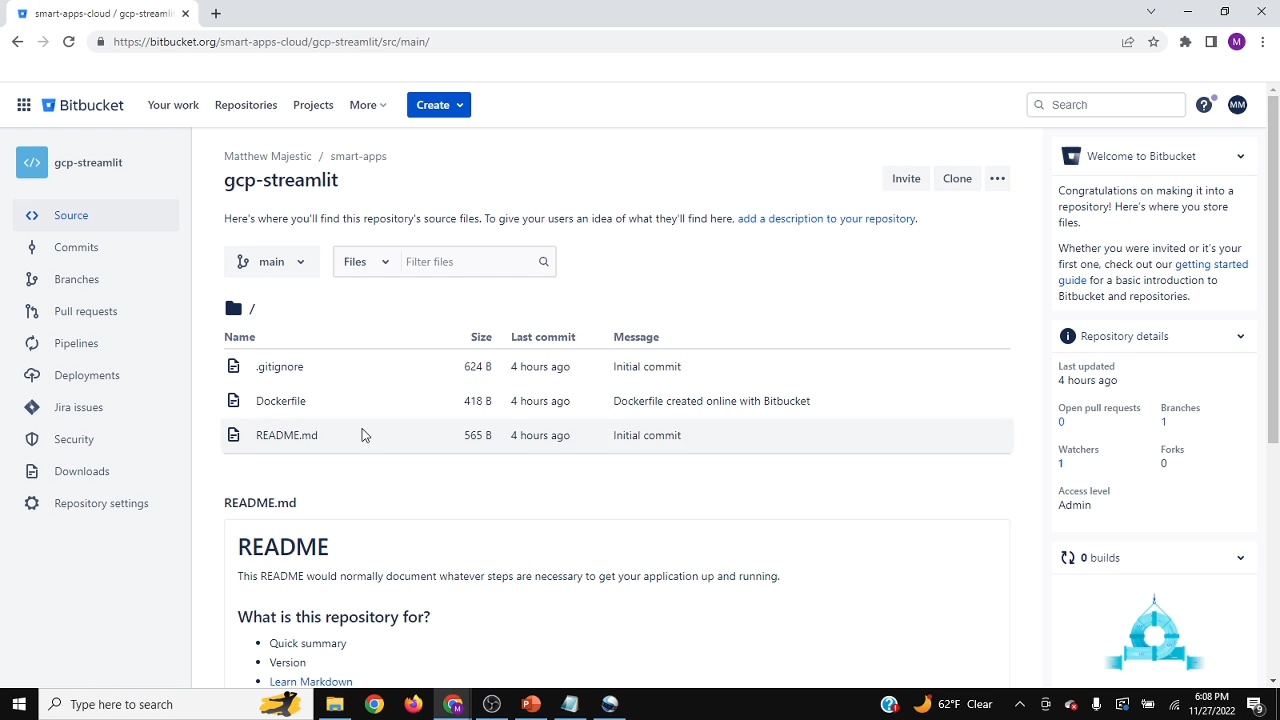 smart-apps-cloud / gcp-streamlit
https://bitbucket.org/smart-apps-cloud/gcp-streamlit/src/main/
M
Bitbucket
Your work
Repositories
Projects
More
Create
Search
MM
gcp-streamlit
Source
Commits
Branches
Pull requests
Pipelines
Deployments
Jira issues
Security
Downloads
Repository settings
Matthew Majestic / smart-apps
gcp-streamlit
Invite
Clone
Here's where you'll find this repository's source files. To give your users an idea of what they'll find here, add a description to your repository.
main
Files
Filter files
/
Name Size Last commit Message
.gitignore 624 B 4 hours ago Initial commit
Dockerfile 418 B 4 hours ago Dockerfile created online with Bitbucket
README.md 565 B 4 hours ago Initial commit
README.md
README
This README would normally document whatever steps are necessary to get your application up and running.
What is this repository for?
• Quick summary
• Version
• Learn Markdown
Welcome to Bitbucket
Congratulations on making it into a
repository! Here's where you store
files.
Whether you were invited or it's your
first one, check out our getting started
guide for a basic introduction to
Bitbucket and repositories.
Repository details
Last updated
4 hours ago
Open pull requests Branches
0 1
Watchers Forks
1 0
Access level
Admin
0 builds
Type here to search
62°F Clear
6:08 PM
11/27/2022